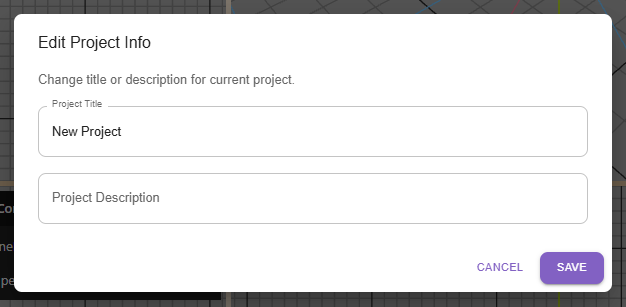 Edit Project Info
Change title or description for current project.
Project Title
New Project
Project Description
CANCEL
SAVE